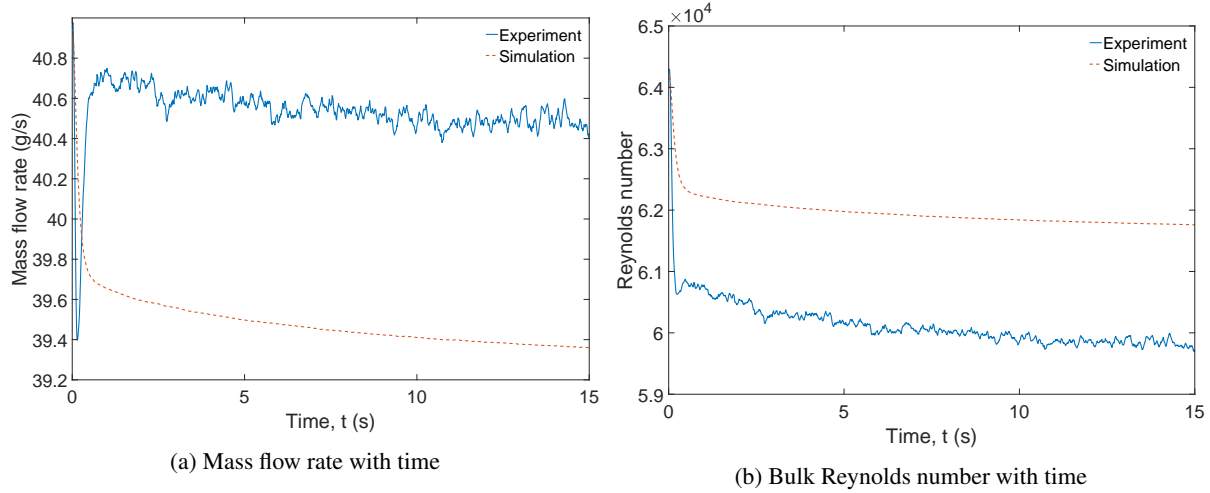 Experiment
Simulation
40.8
40.6
40.4
40.2
40
39.8
39.6
39.4
39.2
0
5
10
15
Mass flow rate (g/s)
Time, t (s)
(a) Mass flow rate with time
×10⁴
6.5
6.4
6.3
6.2
6.1
6
5.9
0
5
10
15
Experiment
Simulation
Reynolds number
Time, t (s)
(b) Bulk Reynolds number with time